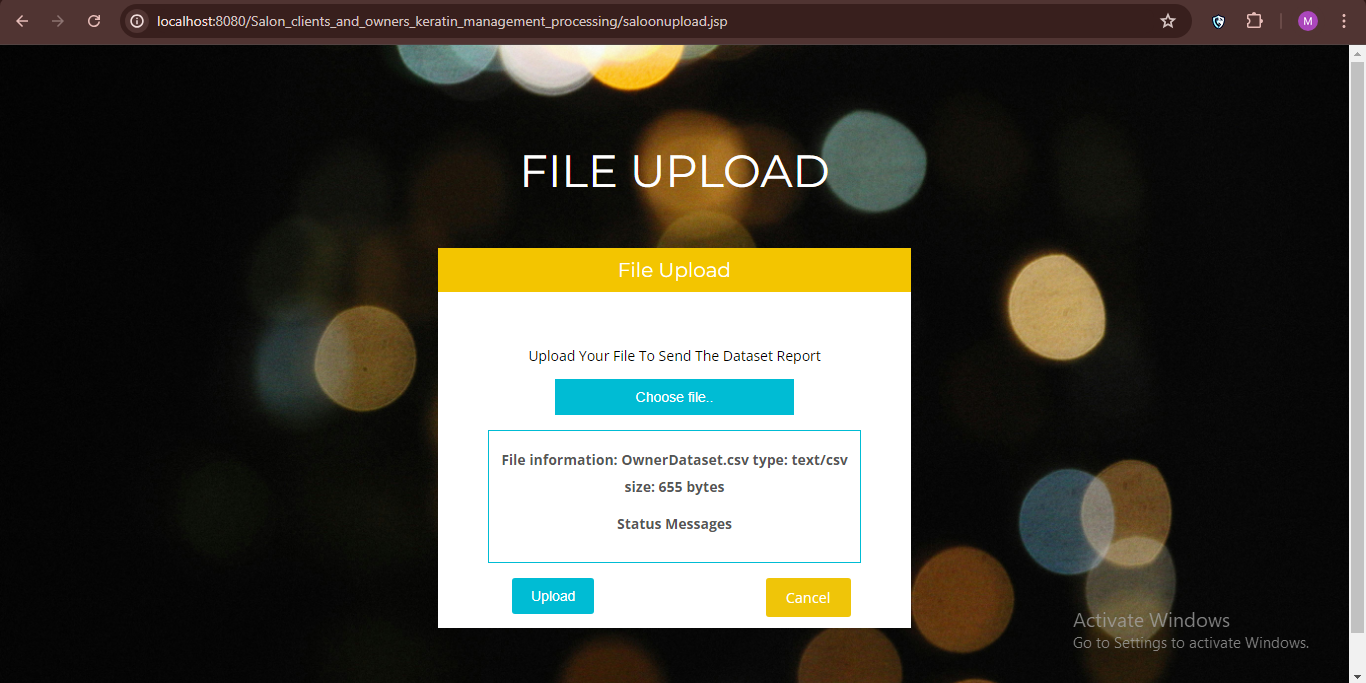 localhost:8080/Salon_clients_and_owners_keratin_management_processing/saloonupload.jsp
M
FILE UPLOAD
File Upload
Upload Your File To Send The Dataset Report
Choose file..
File information: OwnerDataset.csv type: text/csv
size: 655 bytes
Status Messages
Upload
Cancel
Activate Windows
Go to Settings to activate Windows.